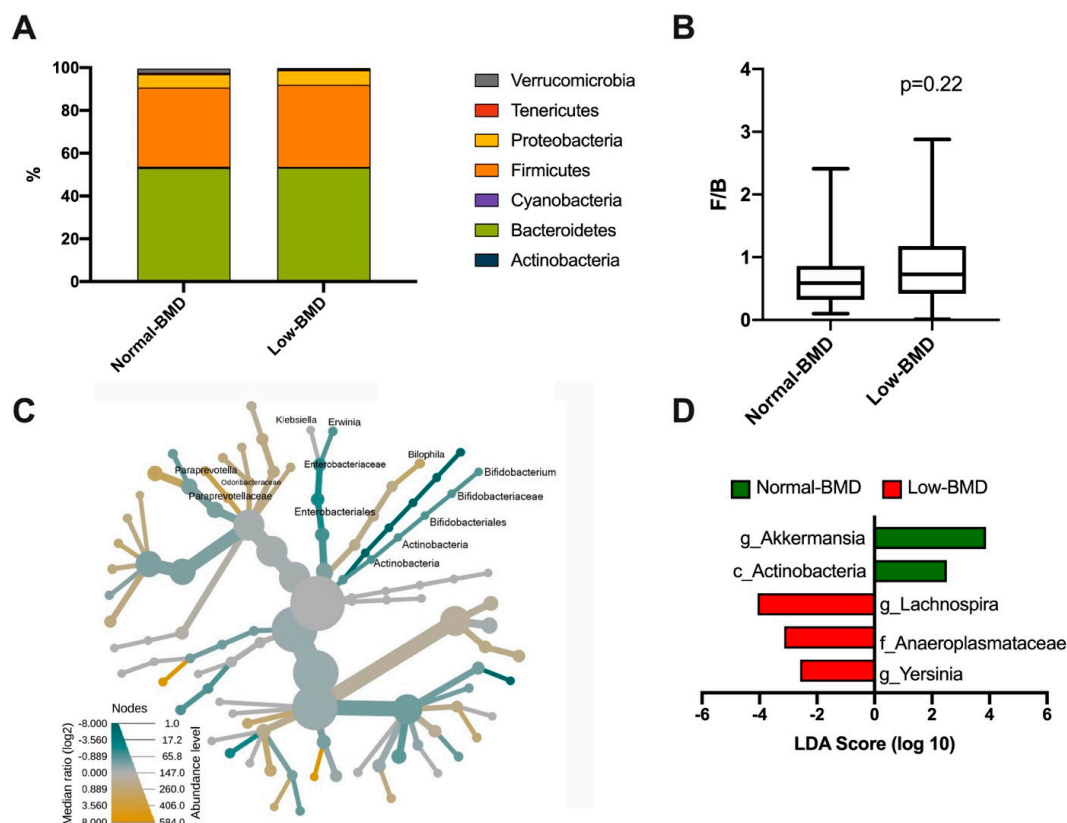 A
100
80
60
40
20
0
%
Normal-BMD
Low-BMD
Verrucomicrobia
Tenericutes
Proteobacteria
Firmicutes
Cyanobacteria
Bacteroidetes
Actinobacteria
B
4
3
2
1
0
F/B
p=0.22
Normal-BMD
Low-BMD
C
Klebsiella
Erwinia
Bilophila
Enterobacteriaceae
Paraprevotella
Bifidobacterium
Odoribacteraceae
Paraprevotellaceae
Bifidobacteriaceae
Enterobacteriales
Bifidobacteriales
Actinobacteria
Actinobacteria
Nodes
Median ratio (log2)
Abundance level
-8.000 1.0
-3.560 17.2
-0.889 65.8
0.000 147.0
0.889 260.0
3.560 406.0
8.000 584.0
D
Normal-BMD Low-BMD
g_Akkermansia
c_Actinobacteria
g_Lachnospira
f_Anaeroplasmataceae
g_Yersinia
-6 -4 -2 0 2 4 6
LDA Score (log 10)